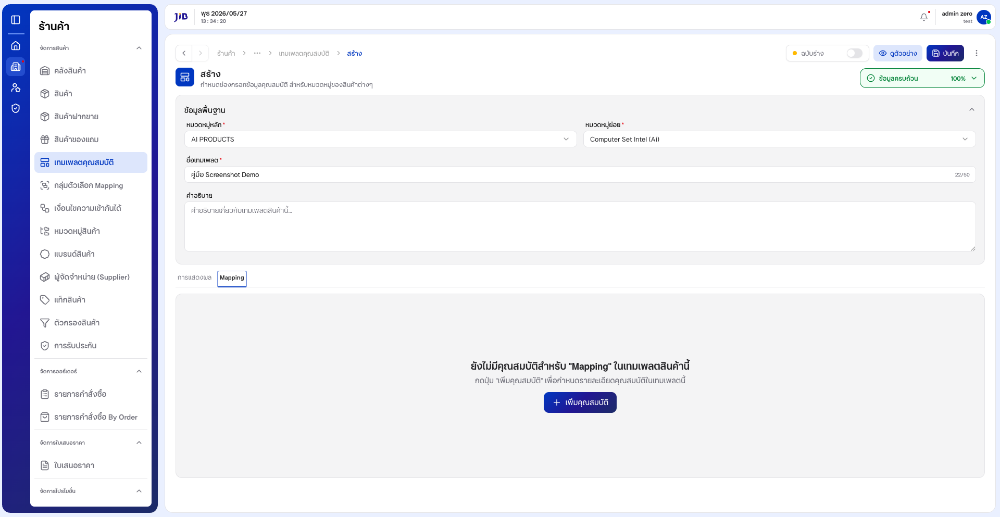 ร้านค้า
จัดการสินค้า
คลังสินค้า
สินค้า
สินค้าฝากขาย
สินค้าของแถม
เทมเพลตคุณสมบัติ
กลุ่มตัวเลือก Mapping
เงื่อนไขความเข้ากันได้
หมวดหมู่สินค้า
แบรนด์สินค้า
ผู้จัดจำหน่าย (Supplier)
แท็กสินค้า
ตัวกรองสินค้า
การรับประกัน
จัดการออร์เดอร์
รายการคำสั่งซื้อ
รายการคำสั่งซื้อ By Order
จัดการใบเสนอราคา
ใบเสนอราคา
จัดการโปรโมชั่น
JIB
พุธ 2026/05/27
13 : 34 : 20
admin zero
test
AZ
ร้านค้า > ··· > เทมเพลตคุณสมบัติ > สร้าง
ฉบับร่าง
ดูตัวอย่าง
บันทึก
สร้าง
กำหนดช่องกรอกข้อมูลคุณสมบัติ สำหรับหมวดหมู่ของสินค้าต่างๆ
ข้อมูลครบถ้วน 100%
ข้อมูลพื้นฐาน
หมวดหมู่หลัก* หมวดหมู่ย่อย*
AI PRODUCTS Computer Set Intel (Ai)
ชื่อเทมเพลต*
คู่มือ Screenshot Demo 22/50
คำอธิบาย
คำอธิบายเกี่ยวกับเทมเพลตสินค้านี้...
การแสดงผล Mapping
ยังไม่มีคุณสมบัติสำหรับ "Mapping" ในเทมเพลตสินค้านี้
กดปุ่ม "เพิ่มคุณสมบัติ" เพื่อกำหนดรายละเอียดคุณสมบัติในเทมเพลตนี้
+ เพิ่มคุณสมบัติ